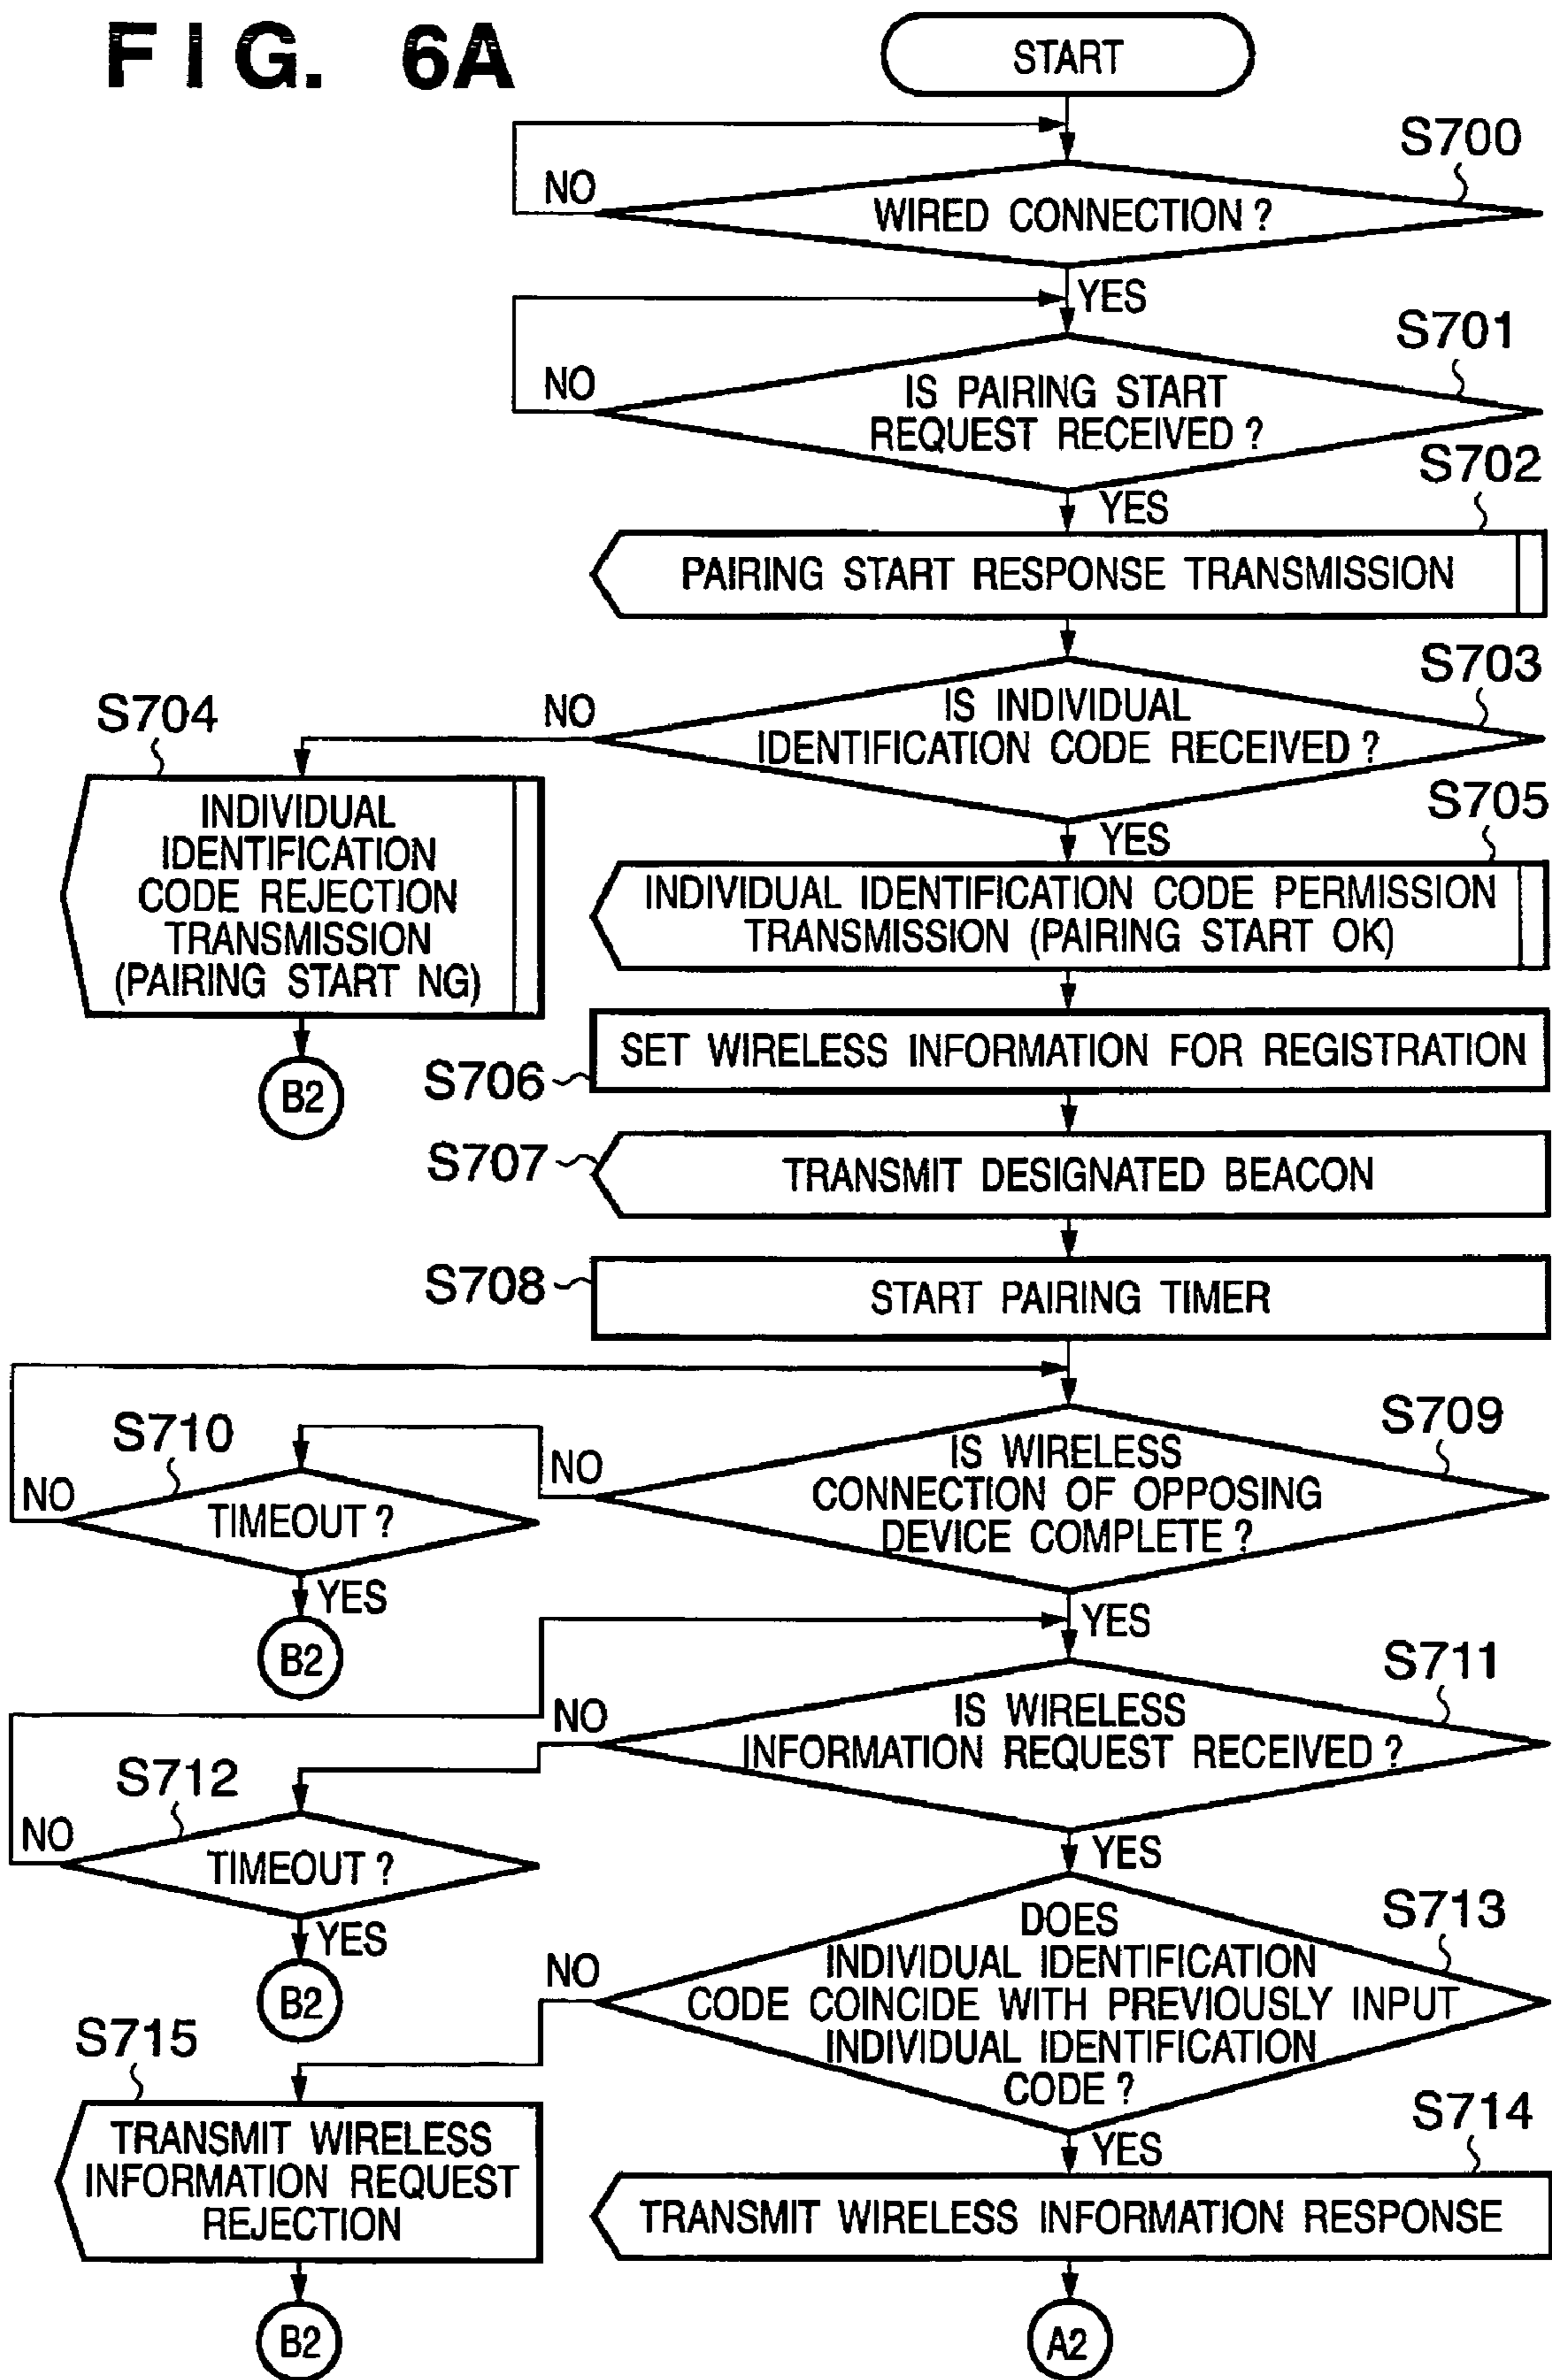 FIG. 6A
START
S700
NO
WIRED CONNECTION ?
YES
S701
NO
IS PAIRING START
REQUEST RECEIVED ?
S702
YES
PAIRING START RESPONSE TRANSMISSION
S703
NO
IS INDIVIDUAL
IDENTIFICATION CODE RECEIVED ?
S704
INDIVIDUAL
IDENTIFICATION
CODE REJECTION
TRANSMISSION
(PAIRING START NG)
B2
S705
YES
INDIVIDUAL IDENTIFICATION CODE PERMISSION
TRANSMISSION (PAIRING START OK)
SET WIRELESS INFORMATION FOR REGISTRATION
S706
S707
TRANSMIT DESIGNATED BEACON
S708
START PAIRING TIMER
S709
NO
IS WIRELESS
CONNECTION OF OPPOSING
DEVICE COMPLETE ?
S710
NO
TIMEOUT ?
YES
B2
YES
S711
NO
IS WIRELESS
INFORMATION REQUEST RECEIVED ?
S712
NO
TIMEOUT ?
YES
B2
YES
S713
NO
DOES
INDIVIDUAL IDENTIFICATION
CODE COINCIDE WITH PREVIOUSLY INPUT
INDIVIDUAL IDENTIFICATION
CODE ?
S715
TRANSMIT WIRELESS
INFORMATION REQUEST
REJECTION
B2
S714
YES
TRANSMIT WIRELESS INFORMATION RESPONSE
A2